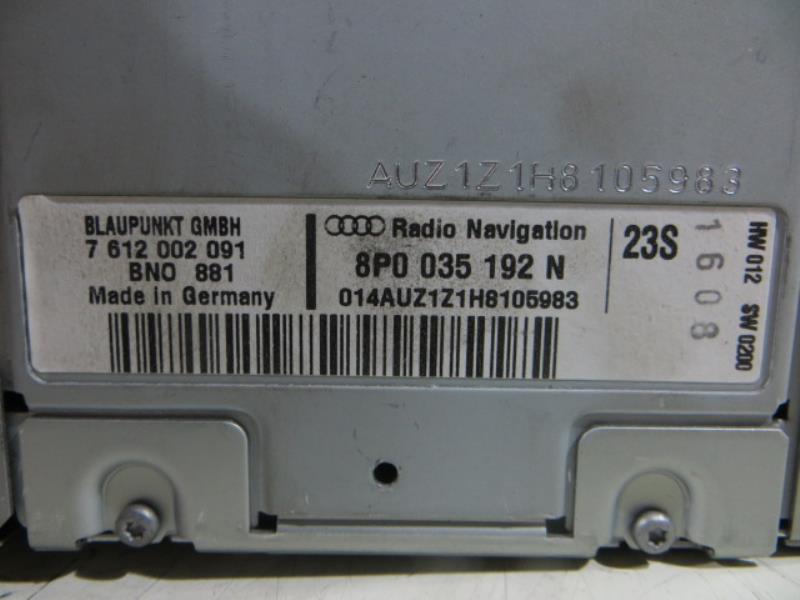 AUZ1Z1H8105983
BLAUPUNKT GMBH
7 612 002 091
BNO 881
Made in Germany
Radio Navigation
8P0 035 192 N
014AUZ1Z1H8105983
23S
1608
HW 012 SW 0200